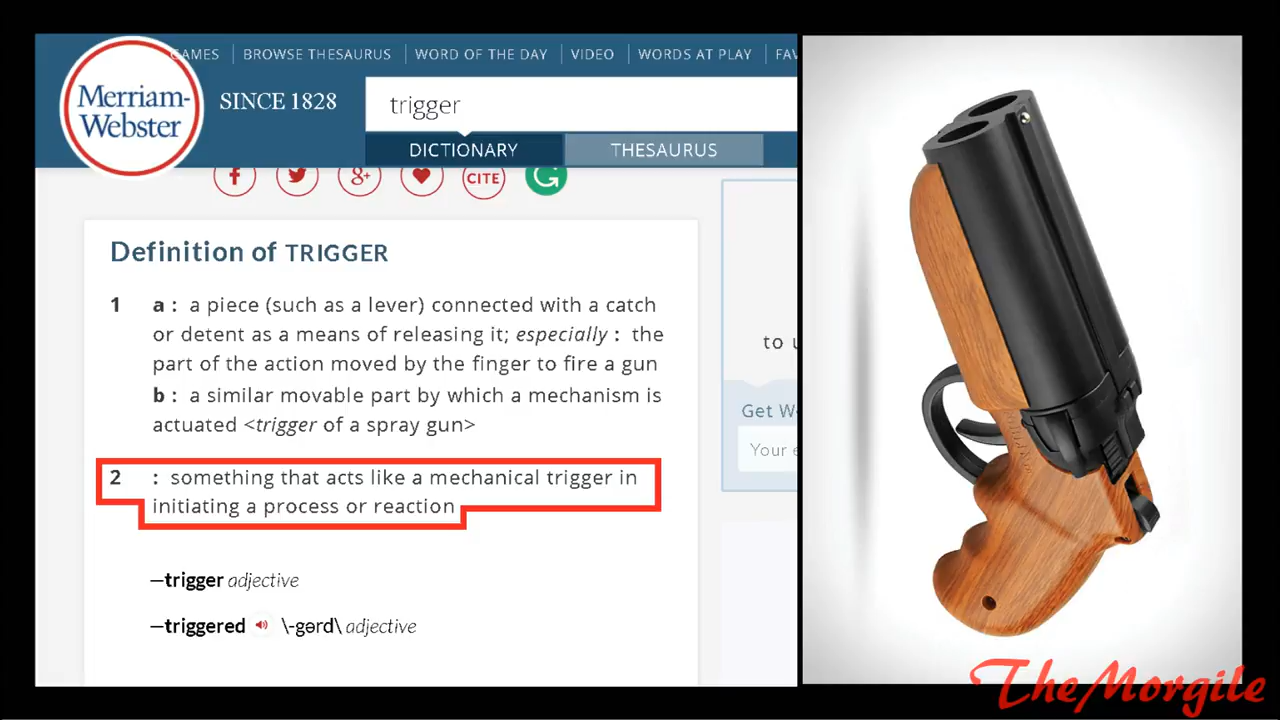 GAMES BROWSE THESAURUS WORD OF THE DAY VIDEO WORDS AT PLAY FAV
Merriam-
Webster
SINCE 1828
trigger
DICTIONARY THESAURUS
CITE
Definition of TRIGGER
1 a : a piece (such as a lever) connected with a catch
or detent as a means of releasing it; especially : the
part of the action moved by the finger to fire a gun
b : a similar movable part by which a mechanism is
actuated <trigger of a spray gun>
2 : something that acts like a mechanical trigger in
initiating a process or reaction
—trigger adjective
—triggered \-gərd\ adjective
to u
Get W
Your e
TheMorgile